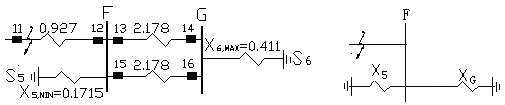 F
G
F
11 0.927 12 13 2.178 14
X6,MAX=0.411
S6
S5
15 2.178 16
X5,MIN=0.1715
X5
XG